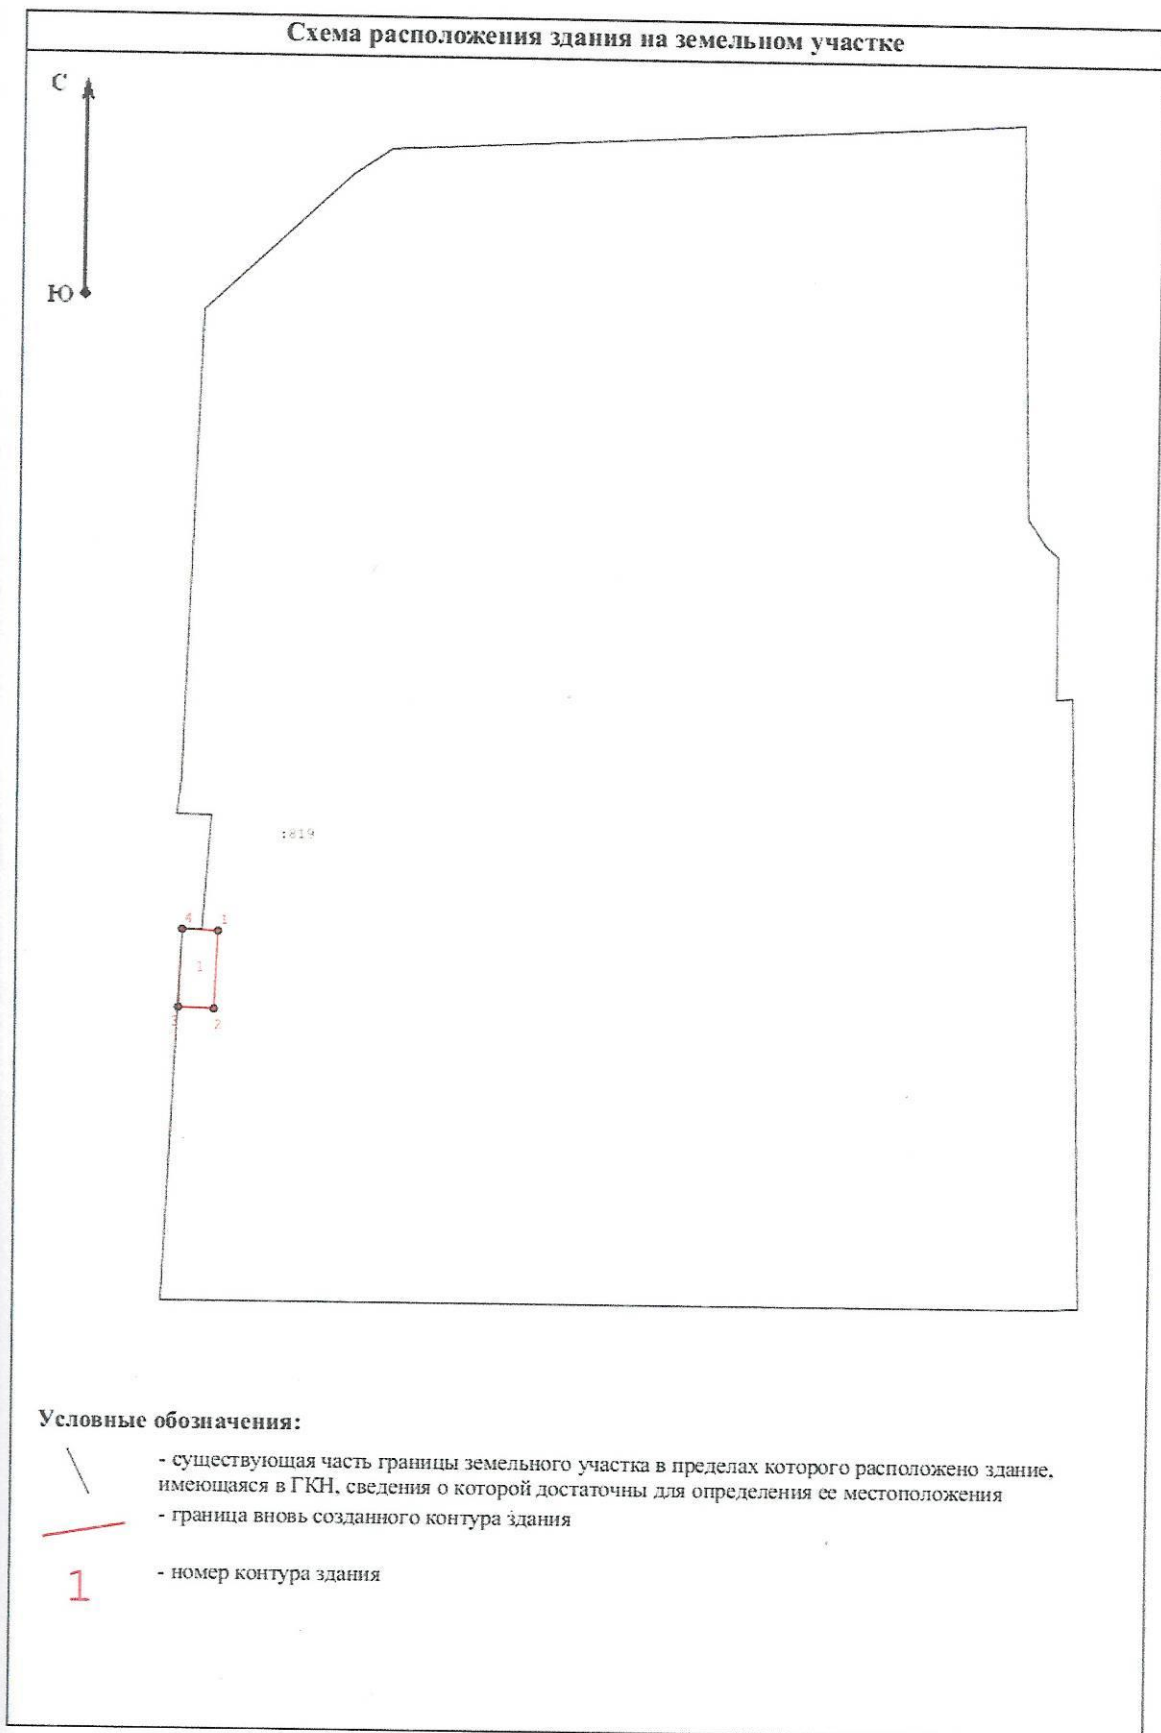 Схема расположения здания на земельном участке
С
Ю
:819
4 1
1
3 2
Условные обозначения:
- существующая часть границы земельного участка в пределах которого расположено здание,
имеющаяся в ГКН, сведения о которой достаточны для определения ее местоположения
- граница вновь созданного контура здания
1 - номер контура здания